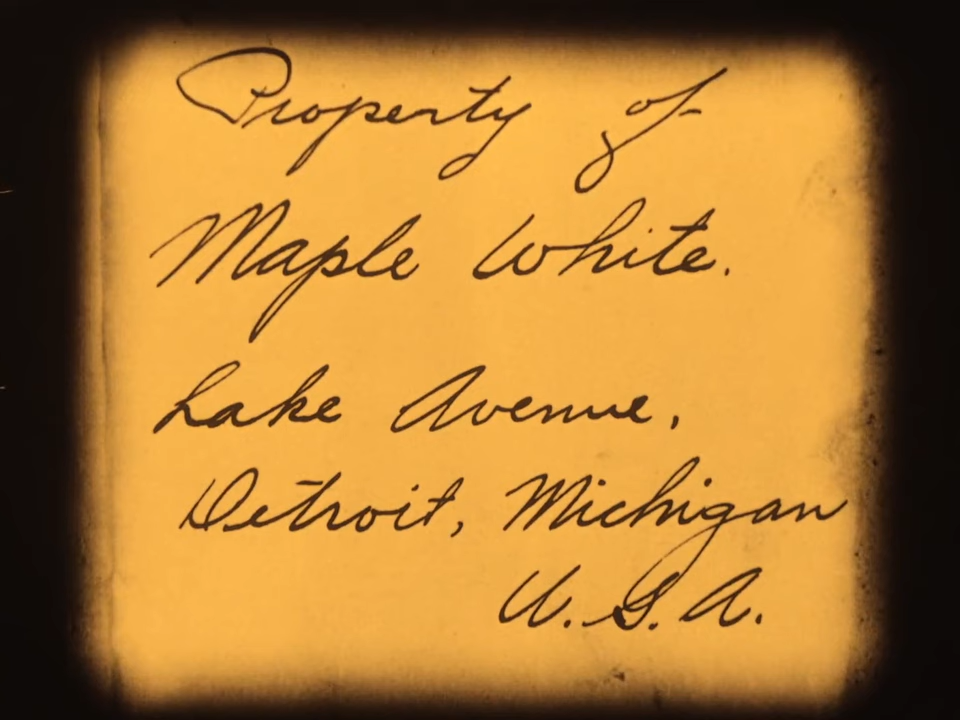 Property of
Maple White.
Lake Avenue,
Detroit, Michigan
U.S.A.